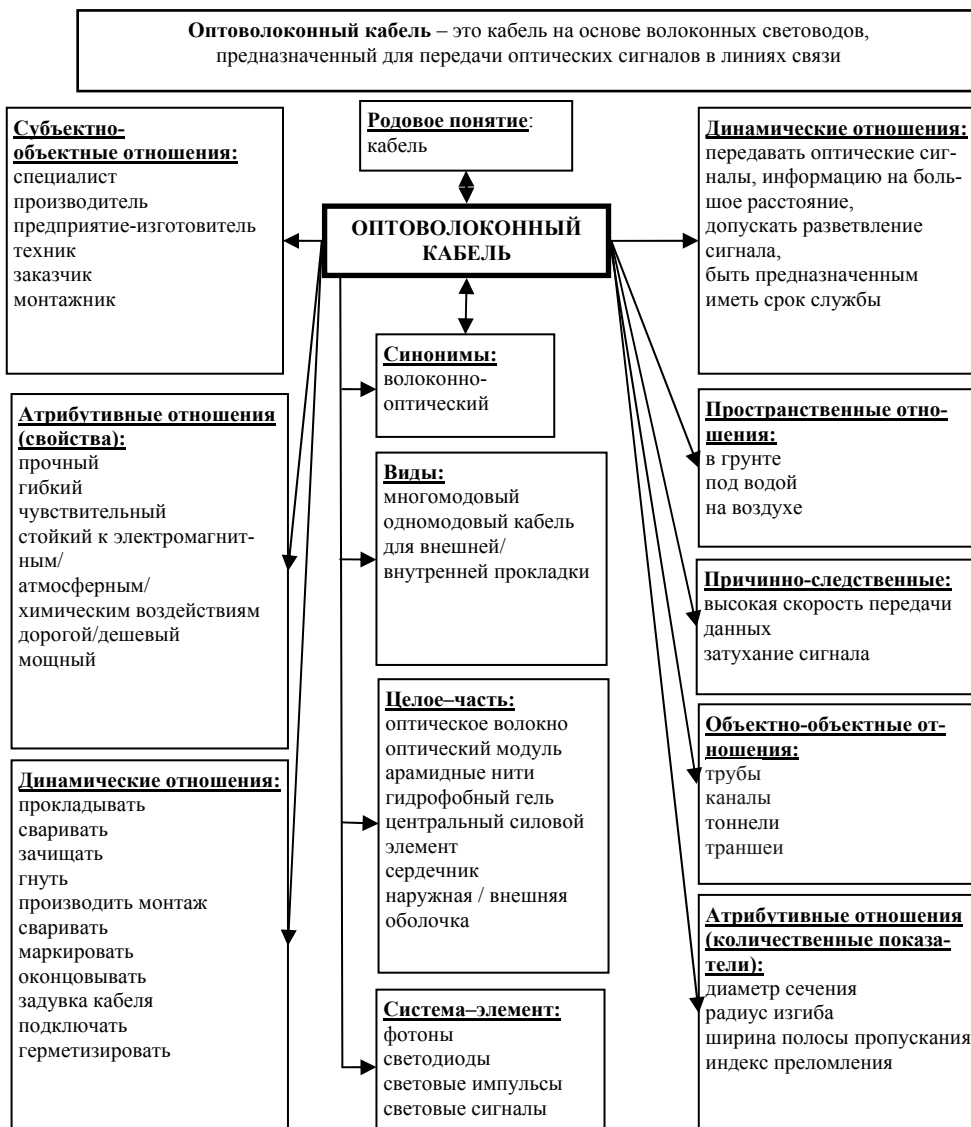 Оптоволоконный кабель – это кабель на основе волоконных световодов,
предназначенный для передачи оптических сигналов в линиях связи
Субъектно-
объектные отношения:
специалист
производитель
предприятие-изготовитель
техник
заказчик
монтажник
Родовое понятие:
кабель
Динамические отношения:
передавать оптические сиг-
налы, информацию на боль-
шое расстояние,
допускать разветвление
сигнала,
быть предназначенным
иметь срок службы
ОПТОВОЛОКОННЫЙ
КАБЕЛЬ
Синонимы:
волоконно-
оптический
Атрибутивные отношения
(свойства):
прочный
гибкий
чувствительный
стойкий к электромагнит-
ным/
атмосферным/
химическим воздействиям
дорогой/дешевый
мощный
Виды:
многомодовый
одномодовый кабель
для внешней/
внутренней прокладки
Пространственные отно-
шения:
в грунте
под водой
на воздухе
Причинно-следственные:
высокая скорость передачи
данных
затухание сигнала
Целое–часть:
оптическое волокно
оптический модуль
арамидные нити
гидрофобный гель
центральный силовой
элемент
сердечник
наружная / внешняя
оболочка
Объектно-объектные от-
ношения:
трубы
каналы
тоннели
траншеи
Динамические отношения:
прокладывать
сваривать
зачищать
гнуть
производить монтаж
сваривать
маркировать
оконцовывать
задувка кабеля
подключать
герметизировать
Система–элемент:
фотоны
светодиоды
световые импульсы
световые сигналы
Атрибутивные отношения
(количественные показа-
тели):
диаметр сечения
радиус изгиба
ширина полосы пропускания
индекс преломления